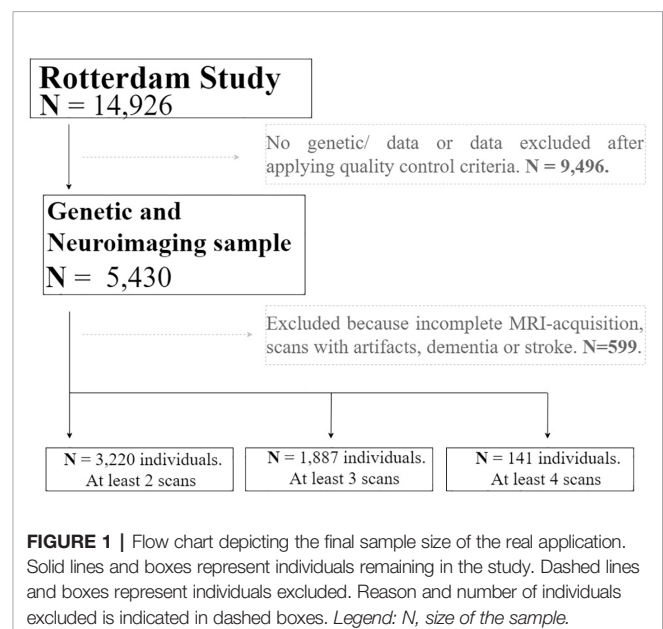 Rotterdam Study
N = 14,926
No genetic/ data or data excluded after
applying quality control criteria. N = 9,496.
Genetic and
Neuroimaging sample
N = 5,430
Excluded because incomplete MRI-acquisition,
scans with artifacts, dementia or stroke. N=599.
N = 3,220 individuals.
At least 2 scans
N = 1,887 individuals.
At least 3 scans
N = 141 individuals.
At least 4 scans
FIGURE 1 | Flow chart depicting the final sample size of the real application.
Solid lines and boxes represent individuals remaining in the study. Dashed lines
and boxes represent individuals excluded. Reason and number of individuals
excluded is indicated in dashed boxes. Legend: N, size of the sample.